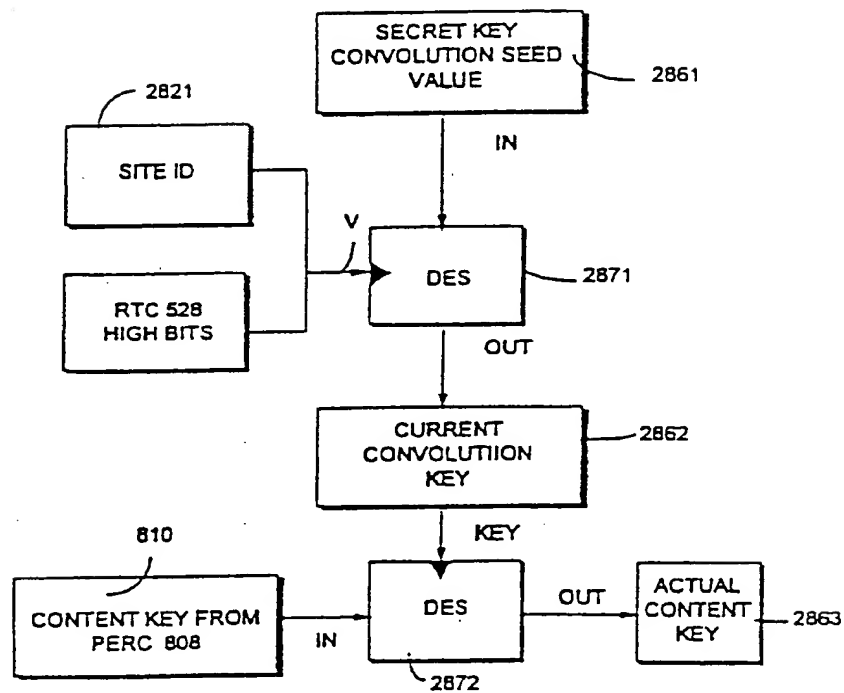 SECRET KEY
CONVOLUTION SEED
VALUE
2861
2821
SITE ID
IN
V
DES
2871
RTC 528
HIGH BITS
OUT
CURRENT
CONVOLUTIION
KEY
2862
KEY
810
CONTENT KEY FROM
PERC 808
IN
DES
OUT
ACTUAL
CONTENT
KEY
2863
2872